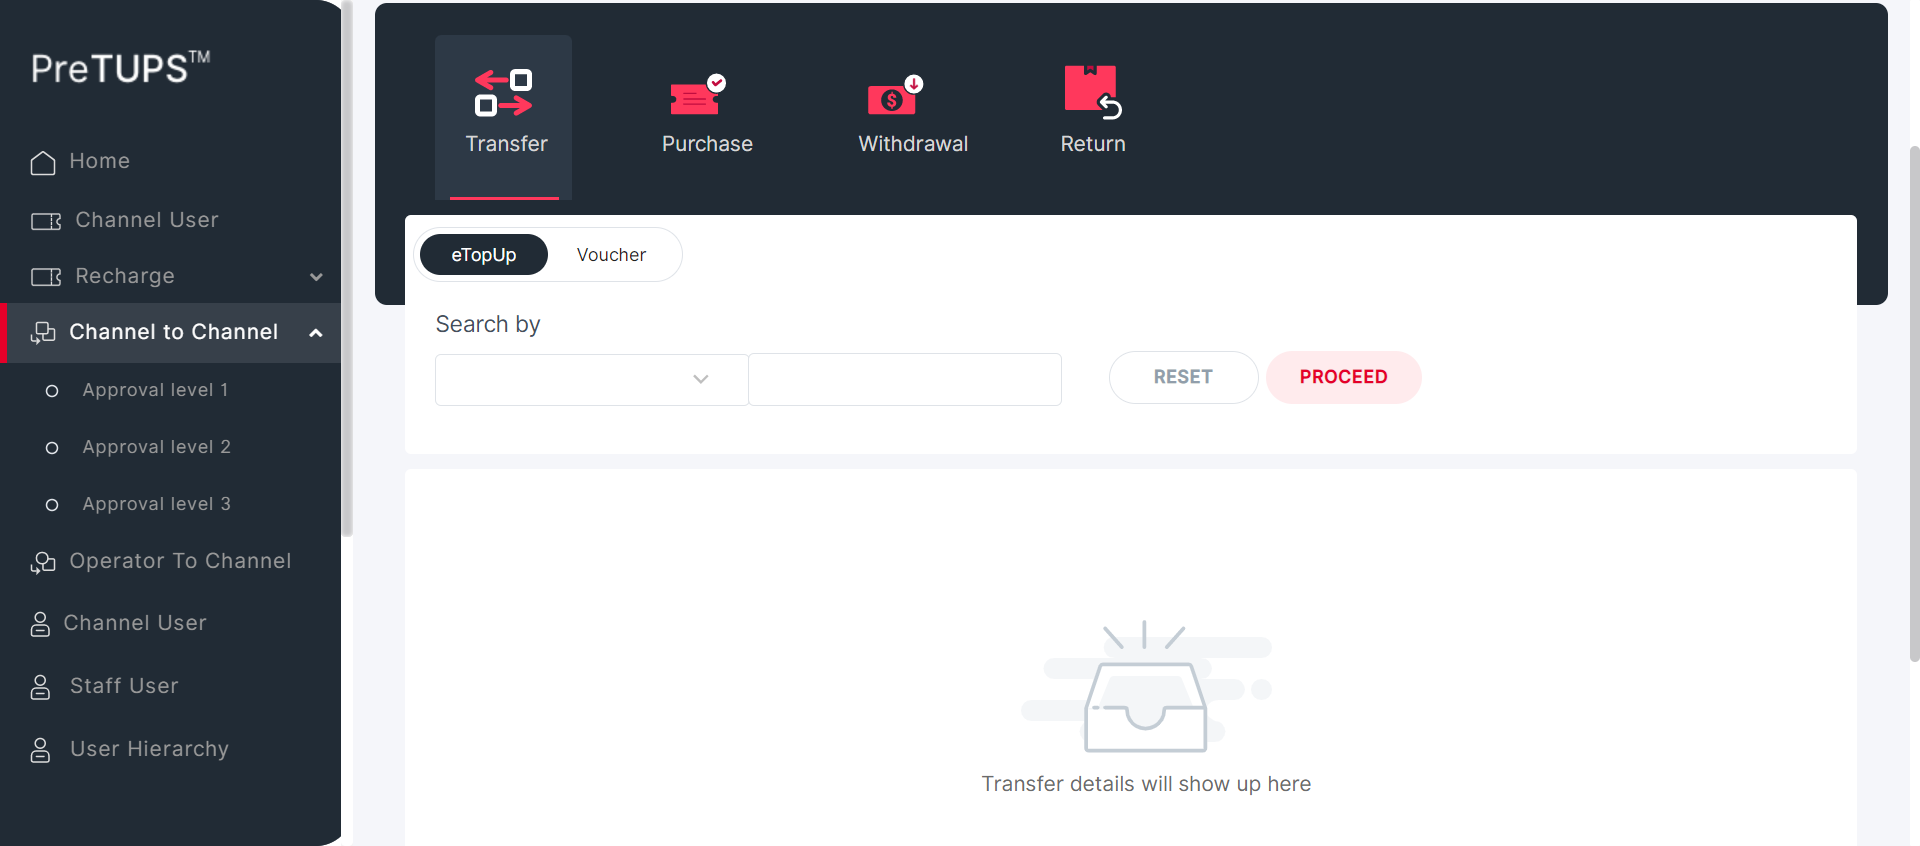 PreTUPS™
Home
Channel User
Recharge
Channel to Channel
Approval level 1
Approval level 2
Approval level 3
Operator To Channel
Channel User
Staff User
User Hierarchy
Transfer
Purchase
Withdrawal
Return
eTopUp
Voucher
Search by
RESET
PROCEED
Transfer details will show up here